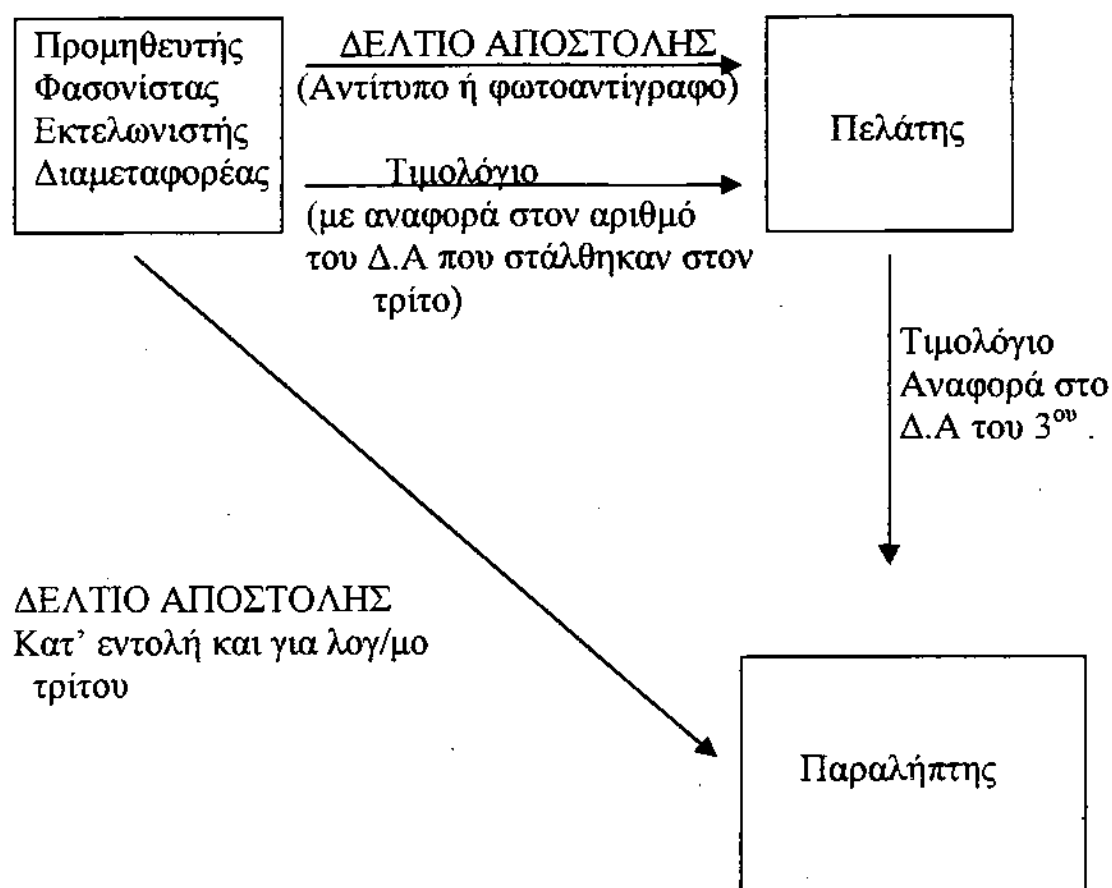 Προμηθευτής
Φασονίστας
Εκτελωνιστής
Διαμεταφορέας
ΔΕΛΤΙΟ ΑΠΟΣΤΟΛΗΣ
(Αντίτυπο ή φωτοαντίγραφο)
Τιμολόγιο
(με αναφορά στον αριθμό
του Δ.Α που στάλθηκαν στον
τρίτο)
Πελάτης
Τιμολόγιο
Αναφορά στο
Δ.Α του 3ου .
ΔΕΛΤΙΟ ΑΠΟΣΤΟΛΗΣ
Κατ’ εντολή και για λογ/μο
τρίτου
Παραλήπτης